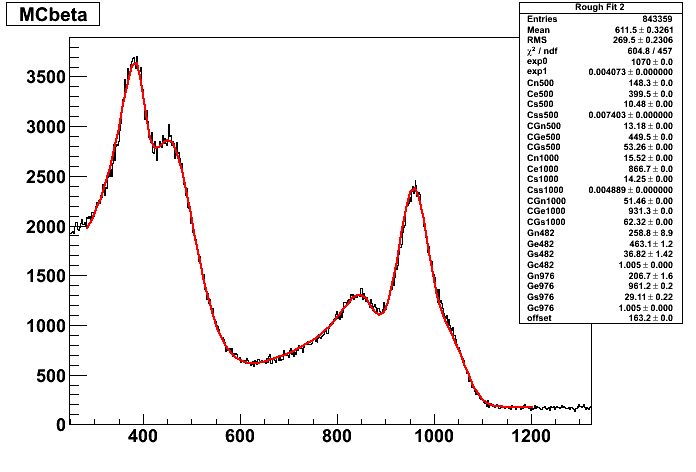 MCbeta
Rough Fit 2
Entries 843359
Mean 611.5 ± 0.3261
RMS 269.5 ± 0.2306
χ² / ndf 604.8 / 457
exp0 1070 ± 0.0
exp1 0.004073 ± 0.000000
Cn500 148.3 ± 0.0
Ce500 399.5 ± 0.0
Cs500 10.48 ± 0.00
Css500 0.007403 ± 0.000000
CGn500 13.18 ± 0.00
CGe500 449.5 ± 0.0
CGs500 53.26 ± 0.00
Cn1000 15.52 ± 0.00
Ce1000 866.7 ± 0.0
Cs1000 14.25 ± 0.00
Css1000 0.004889 ± 0.000000
CGn1000 51.46 ± 0.00
CGe1000 931.3 ± 0.0
CGs1000 62.32 ± 0.00
Gn482 258.8 ± 8.9
Ge482 463.1 ± 1.2
Gs482 36.82 ± 1.42
Gc482 1.005 ± 0.000
Gn976 206.7 ± 1.6
Ge976 961.2 ± 0.2
Gs976 29.11 ± 0.22
Gc976 1.005 ± 0.000
offset 163.2 ± 0.0
3500
3000
2500
2000
1500
1000
500
0
400 600 800 1000 1200